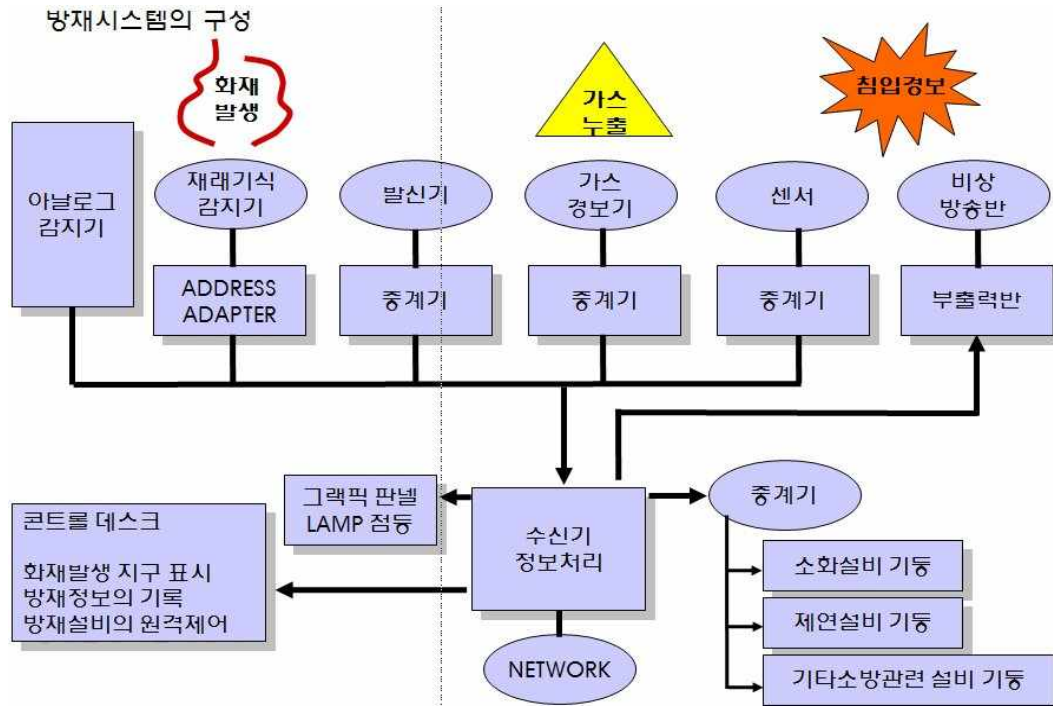 방재시스템의 구성
화재
발생
가스
누출
침입경보
아날로그
감지기
재래기식
감지기
발신기
가스
경보기
센서
비상
방송반
ADDRESS
ADAPTER
중계기
중계기
중계기
부출력반
그랙픽 판넬
LAMP 점등
수신기
정보처리
중계기
콘트롤 데스크
화재발생 지구 표시
방재정보의 기록
방재설비의 원격제어
소화설비 기동
제연설비 기동
기타소방관련 설비 기동
NETWORK